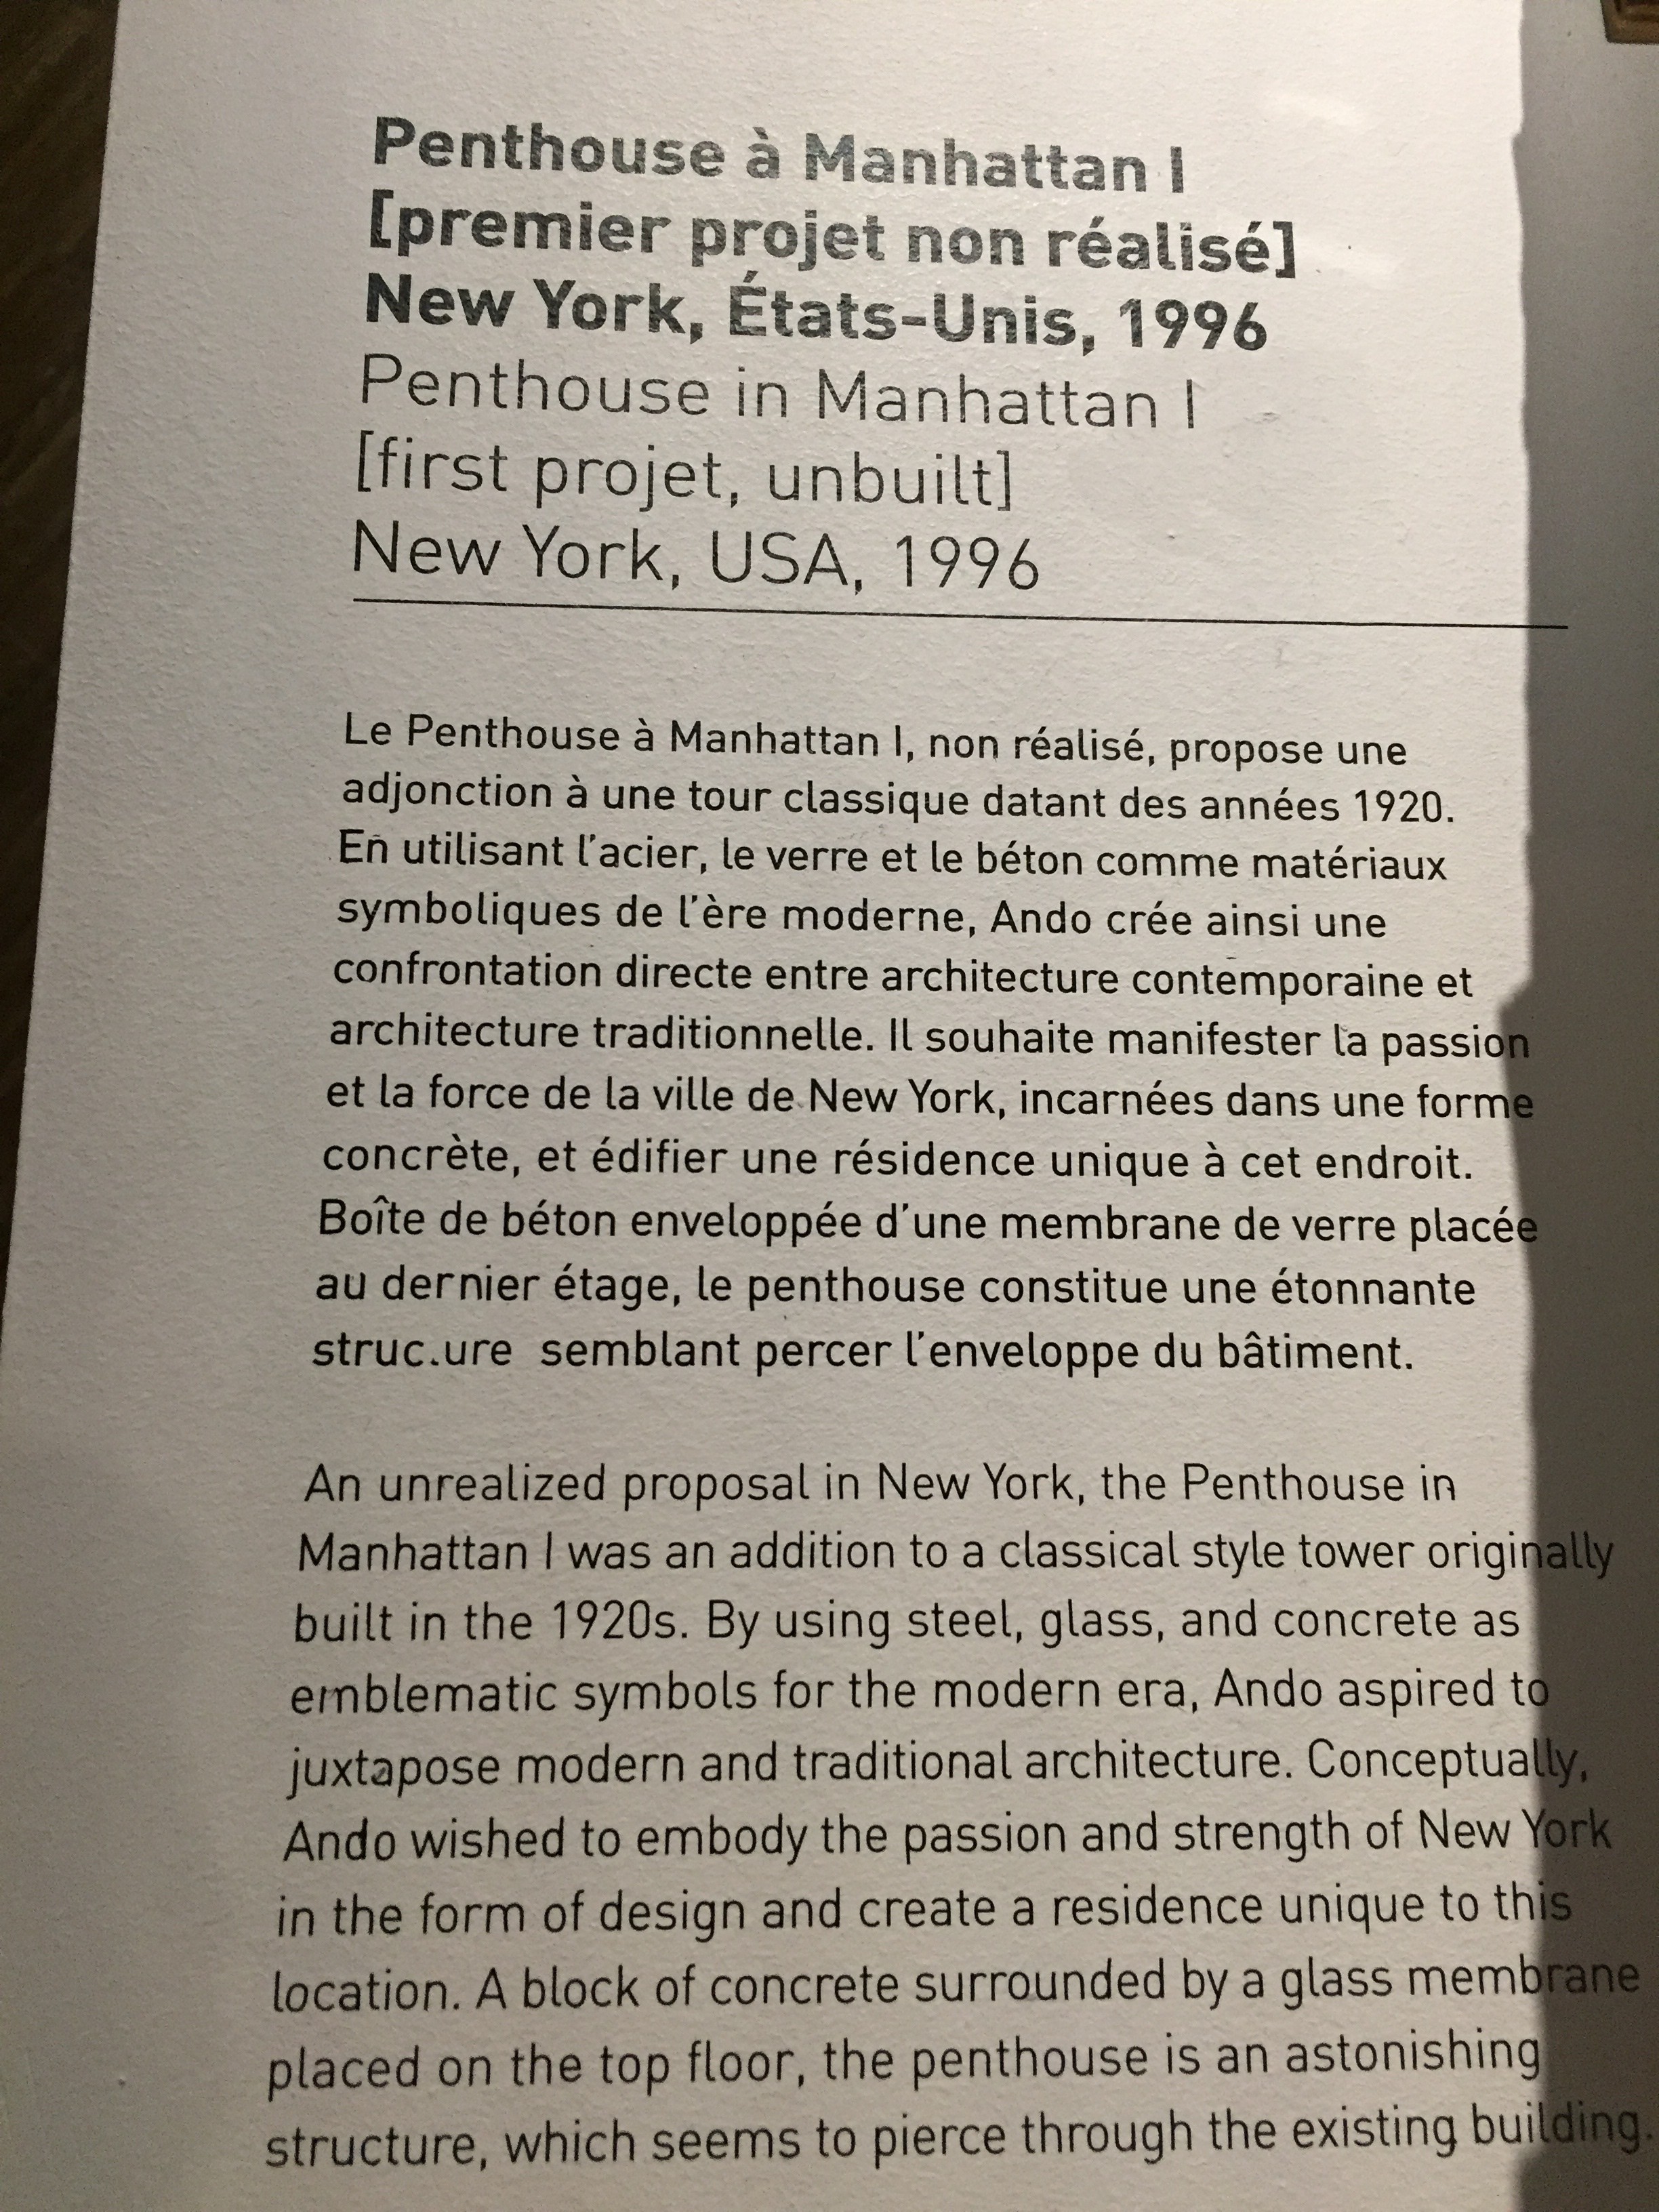 Penthouse à Manhattan I
[premier projet non réalisé]
New York, États-Unis, 1996
Penthouse in Manhattan I
[first projet, unbuilt]
New York, USA, 1996
Le Penthouse à Manhattan I, non réalisé, propose une
adjonction à une tour classique datant des années 1920.
En utilisant l'acier, le verre et le béton comme matériaux
symboliques de l'ère moderne, Ando crée ainsi une
confrontation directe entre architecture contemporaine et
architecture traditionnelle. Il souhaite manifester la passion
et la force de la ville de New York, incarnées dans une forme
concrète, et édifier une résidence unique à cet endroit.
Boîte de béton enveloppée d'une membrane de verre placée
au dernier étage, le penthouse constitue une étonnante
struc.ure semblant percer l'enveloppe du bâtiment.
An unrealized proposal in New York, the Penthouse in
Manhattan I was an addition to a classical style tower originally
built in the 1920s. By using steel, glass, and concrete as
emblematic symbols for the modern era, Ando aspired to
juxtapose modern and traditional architecture. Conceptually,
Ando wished to embody the passion and strength of New York
in the form of design and create a residence unique to this
location. A block of concrete surrounded by a glass membrane
placed on the top floor, the penthouse is an astonishing
structure, which seems to pierce through the existing building.